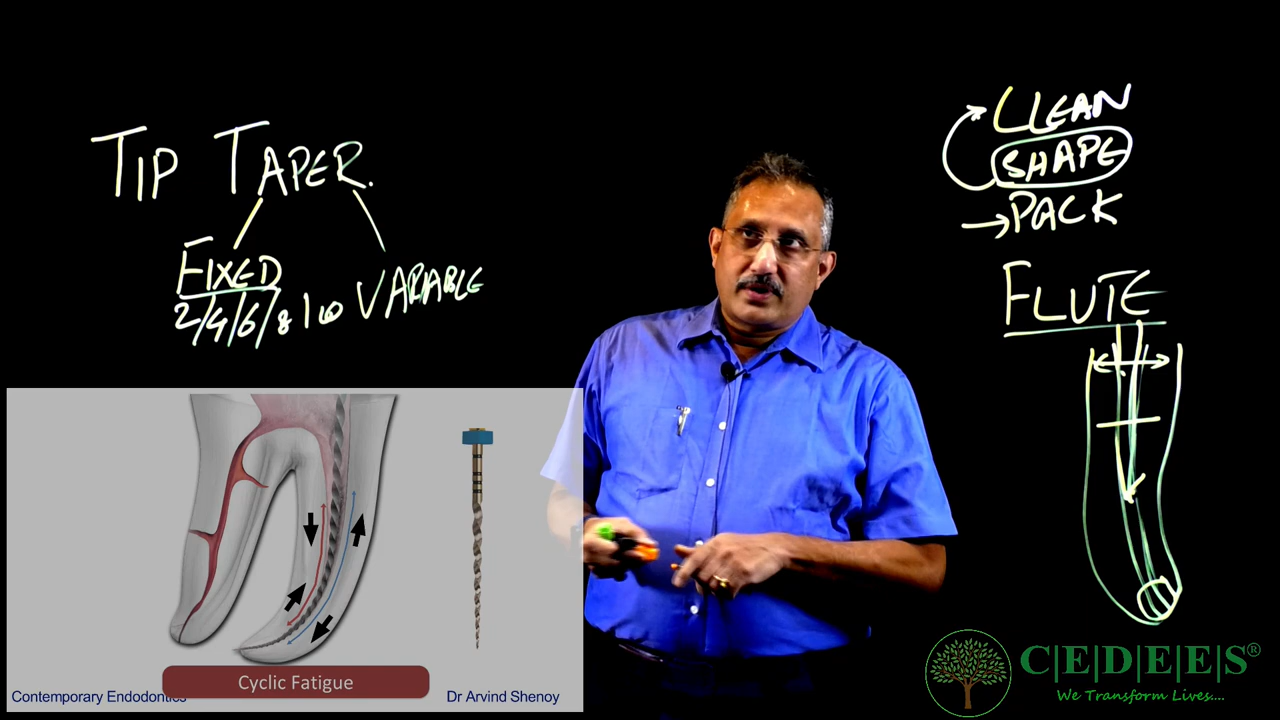 TIP TAPER.
FIXED
VARIABLE
2/4/6/8/10
CLEAN
SHAPE
→PACK
FLUTE
Cyclic Fatigue
Contemporary Endodontics
Dr Arvind Shenoy
C|E|D|E|E|S®
We Transform Lives....